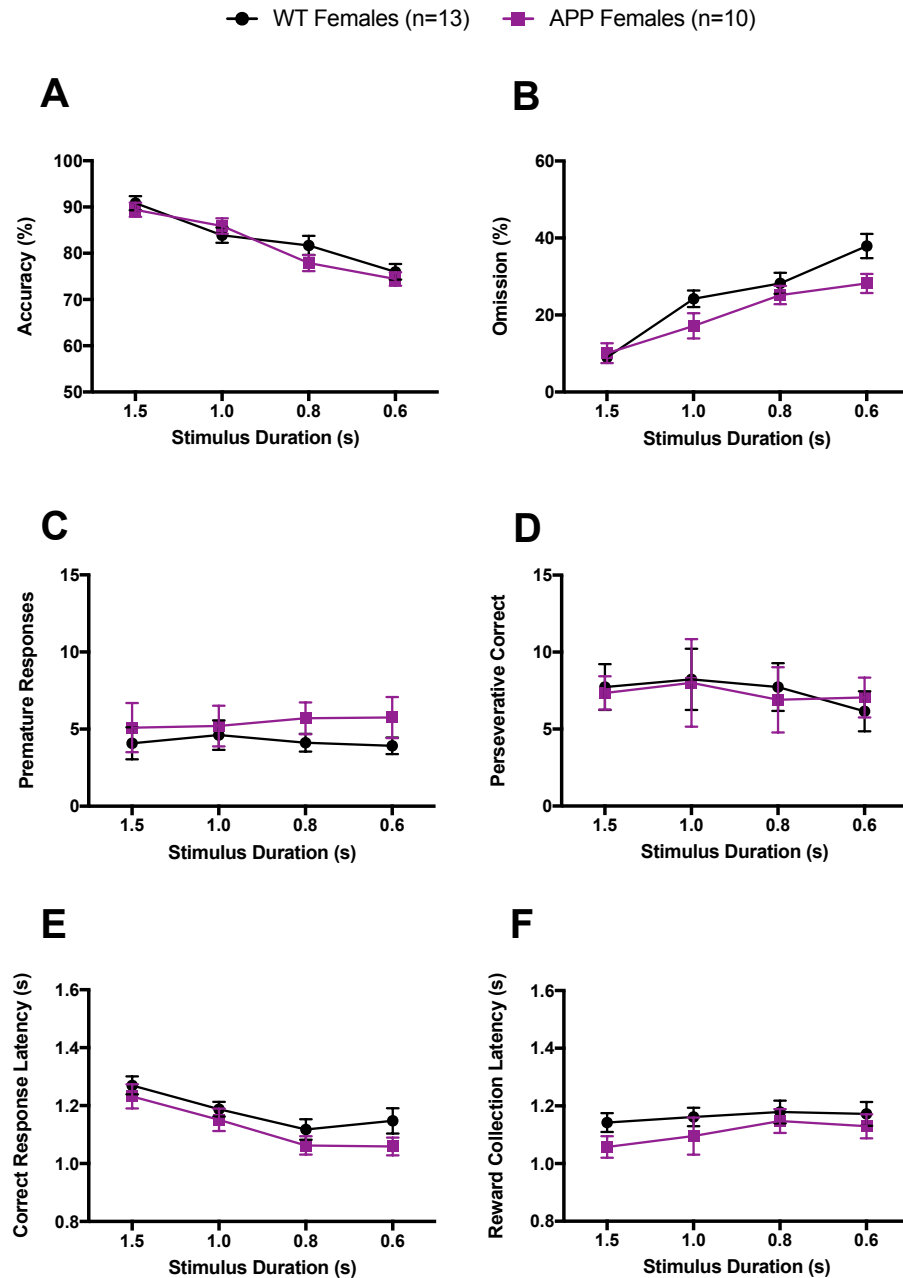 WT Females (n=13) APP Females (n=10)
A
B
Accuracy (%)
100
90
80
70
60
50
1.5 1.0 0.8 0.6
Stimulus Duration (s)
Omission (%)
60
40
20
0
1.5 1.0 0.8 0.6
Stimulus Duration (s)
C
D
Premature Responses
15
10
5
0
1.5 1.0 0.8 0.6
Stimulus Duration (s)
Perseverative Correct
15
10
5
0
1.5 1.0 0.8 0.6
Stimulus Duration (s)
E
F
Correct Response Latency (s)
1.6
1.4
1.2
1.0
0.8
1.5 1.0 0.8 0.6
Stimulus Duration (s)
Reward Collection Latency (s)
1.6
1.4
1.2
1.0
0.8
1.5 1.0 0.8 0.6
Stimulus Duration (s)